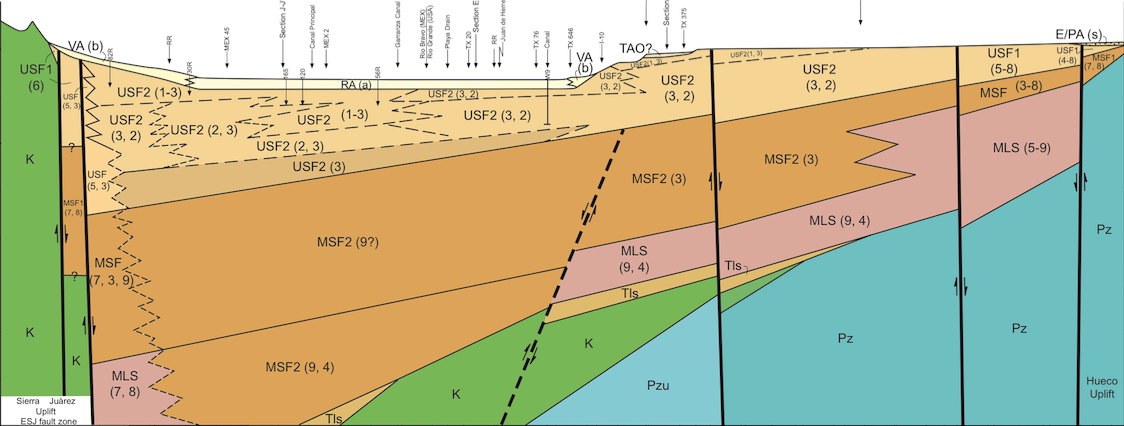 VA (b)
USF1
(6)
K
Sierra Juàrez
Uplift
ESJ fault zone
?
USF
(5, 3)
MSF1
(7, 8)
?
K
RR
MEX 45
Section J-J'
Canal Principal
MEX 2
Garranza Canal
Rio Bravo (MEX)
Rio Grande (USA)
Playa Drain
TX 20
RR
TX 76
Canal
TX 646
I-10
Section
TX 375
120
RA (a)
VA
(b)
TAO?
E/PA (s)
USF2 (1-3)
USF2
(3, 2)
USF2 (2, 3)
USF2 (1-3)
USF2 (2, 3)
USF2 (3)
USF2 (3, 2)
USF2 (3, 2)
USF2
(3, 2)
USF2(1, 3)
USF2
(3, 2)
USF2(1, 3)
USF2
(3, 2)
USF1
(5-8)
USF1
(4-8)
MSF1
(7, 8)
MSF (3-8)
USF
(5, 3)
MSF
(7, 3, 9)
MSF2 (9?)
MSF2 (3)
MSF2 (3)
MLS (5-9)
MLS (9, 4)
MLS
(9, 4)
Tls
Tls
MSF2 (9, 4)
MLS
(7, 8)
Tls
K
K
Pzu
Pz
Pz
Pz
Hueco
Uplift